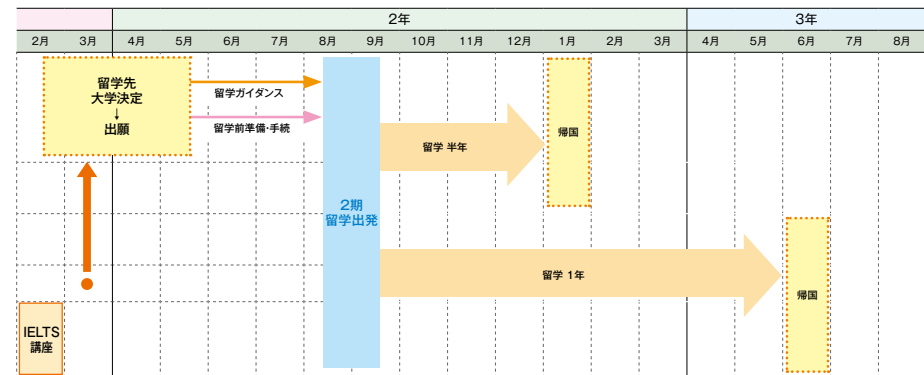 2年
3年
2月 3月 4月 5月 6月 7月 8月 9月 10月 11月 12月 1月 2月 3月 4月 5月 6月 7月 8月
留学先
大学決定
↓
出願
留学ガイダンス
留学前準備・手続
2期
留学出発
留学 半年
帰国
留学 1年
帰国
IELTS
講座